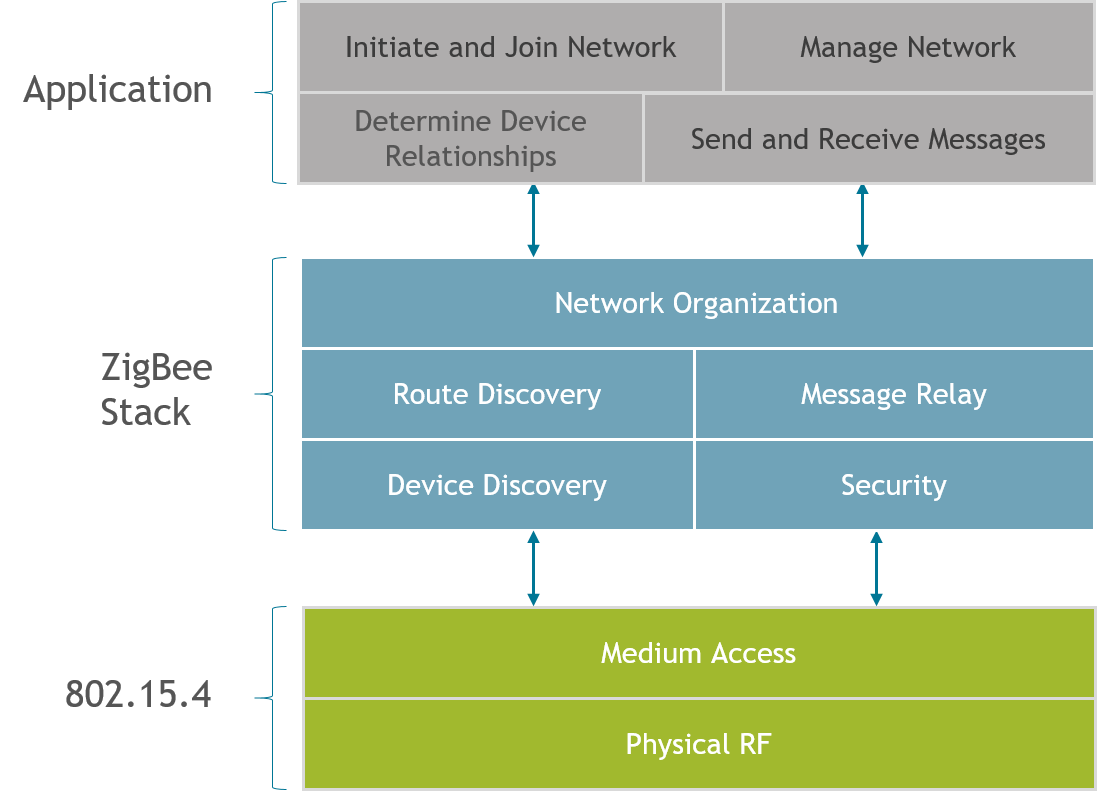 Application
Initiate and Join Network
Manage Network
Determine Device
Relationships
Send and Receive Messages
ZigBee
Stack
Network Organization
Route Discovery
Message Relay
Device Discovery
Security
802.15.4
Medium Access
Physical RF